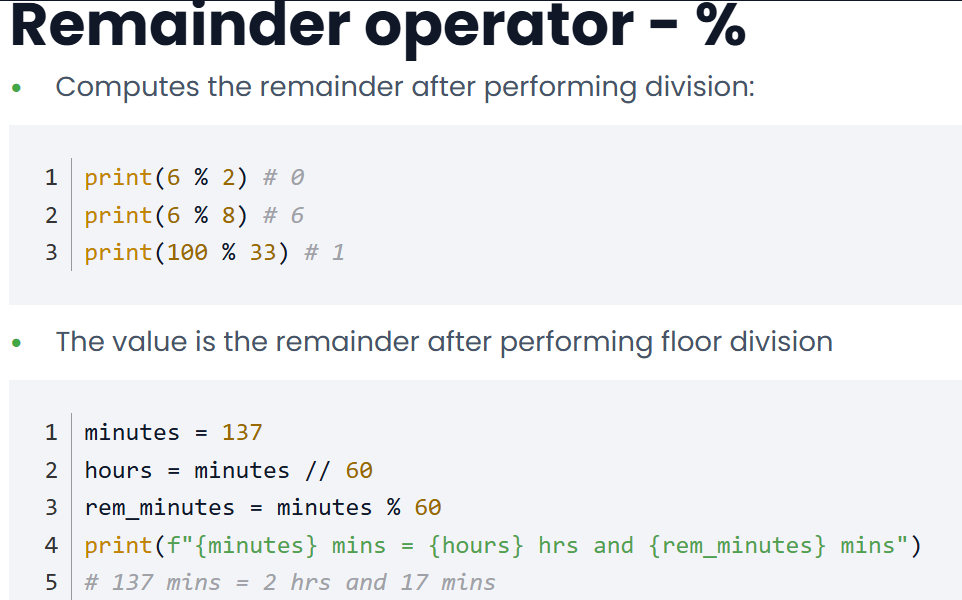 Remainder operator - %
• Computes the remainder after performing division:
1 print(6 % 2) # 0
2 print(6 % 8) # 6
3 print(100 % 33) # 1
• The value is the remainder after performing floor division
1 minutes = 137
2 hours = minutes // 60
3 rem_minutes = minutes % 60
4 print(f"{minutes} mins = {hours} hrs and {rem_minutes} mins")
5 # 137 mins = 2 hrs and 17 mins